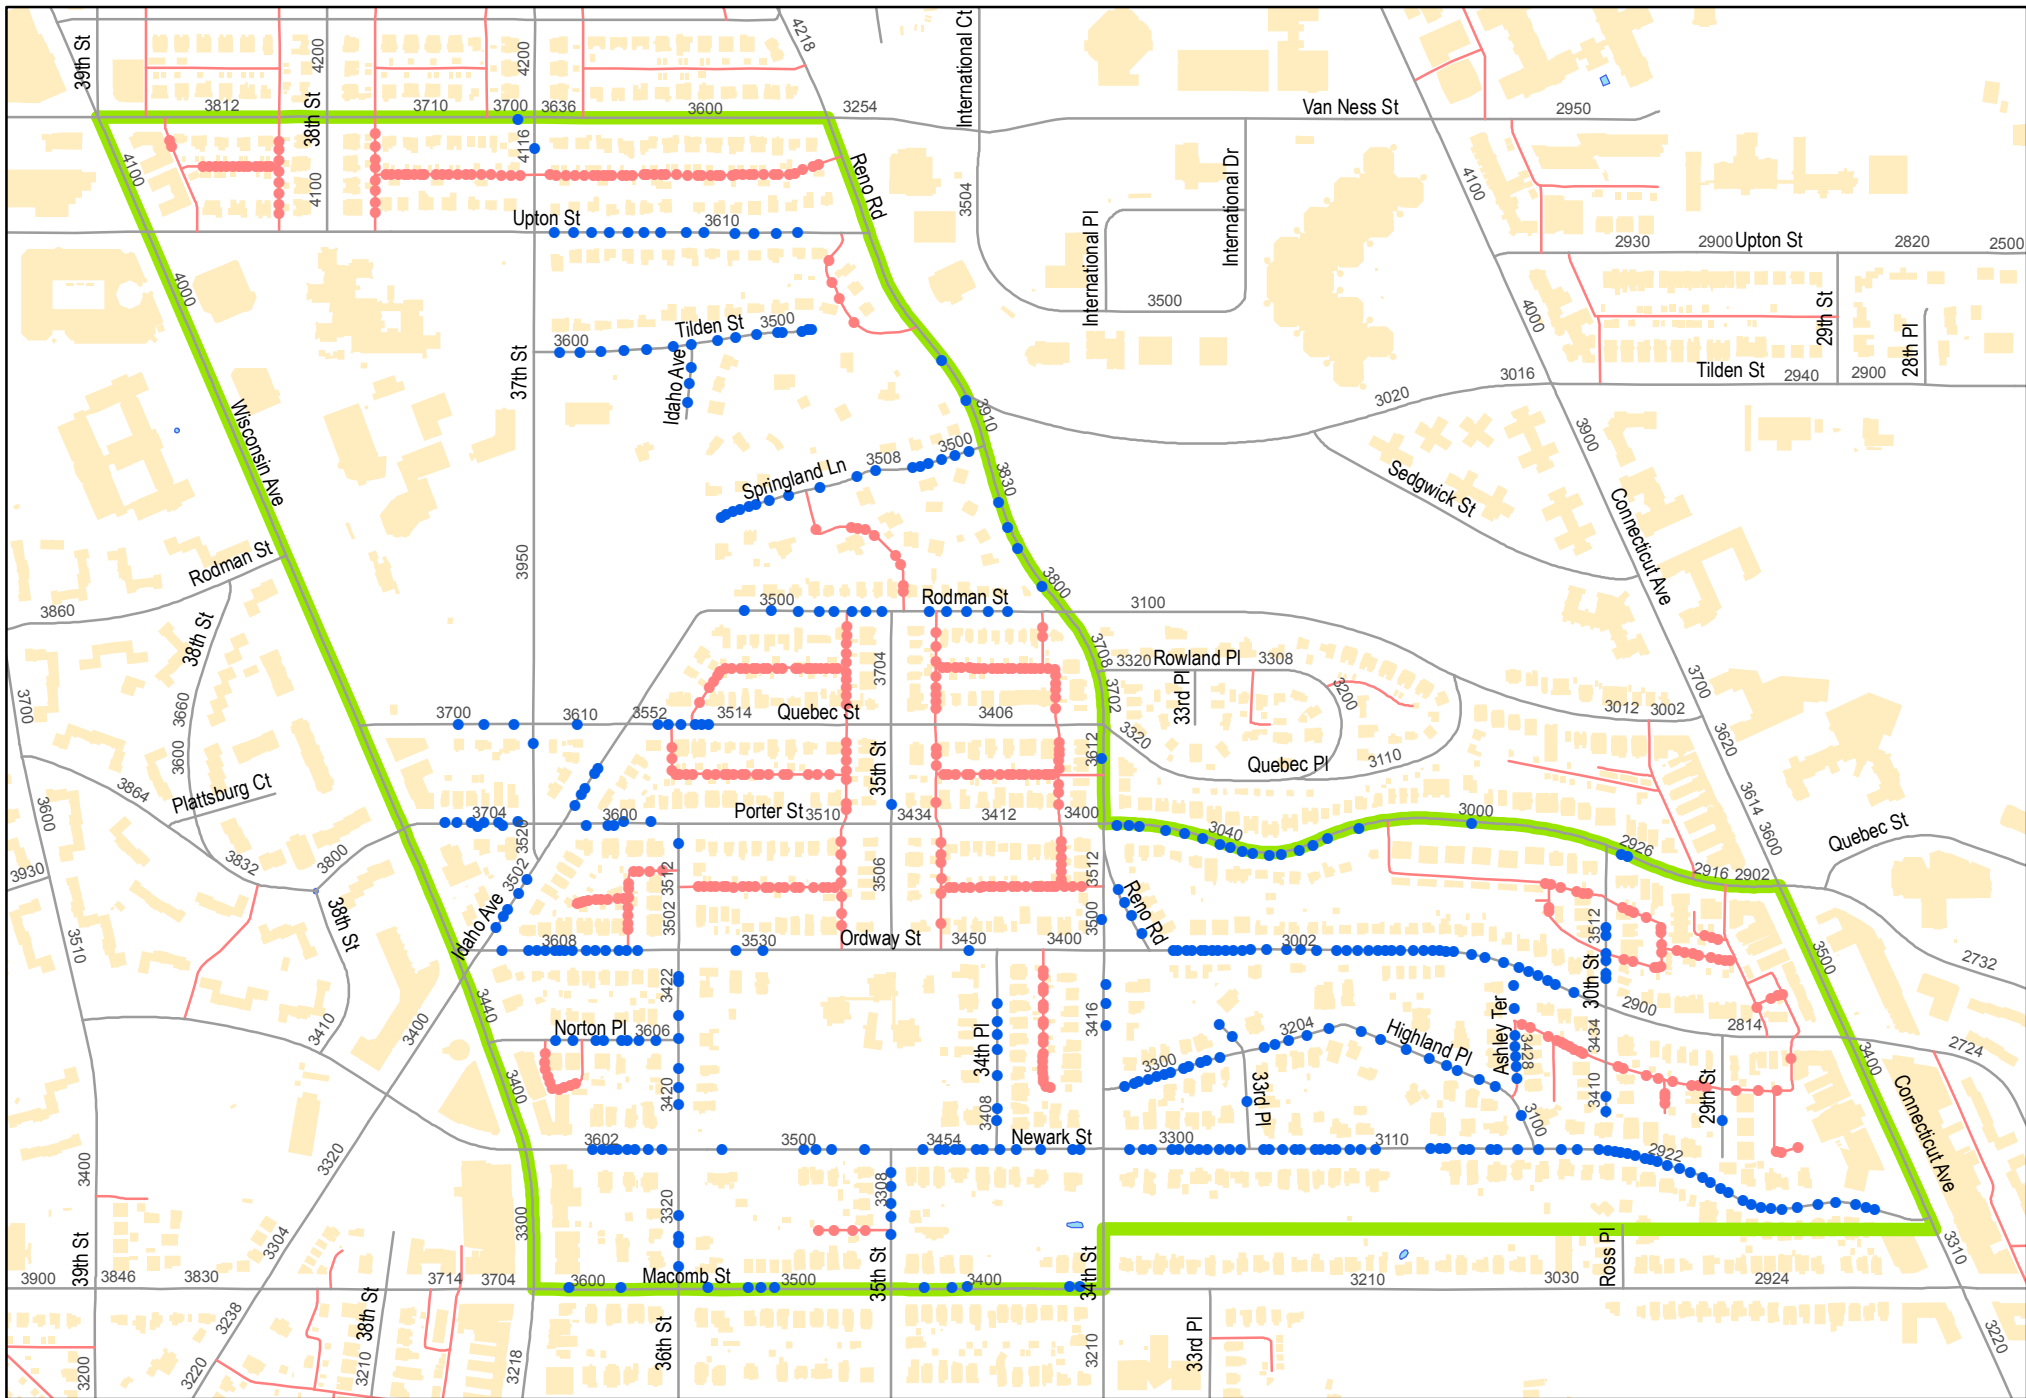 39th St
4200
4200
4218
International Ct
3812
38th St
3710
3700
3636
3600
3254
Van Ness St
2950
4100
4116
Reno Rd
4100
3504
International Dr
4100
Upton St
3610
International Pl
2930
2900
Upton St
2820
2500
4000
3500
Tilden St
3500
3600
37th St
Idaho Ave
4000
29th St
28th Pl
3016
Tilden St
2940
2900
3020
3910
3900
Wisconsin Ave
3500
3508
Springland Ln
3830
Sedgwick St
Connecticut Ave
Rodman St
3950
3860
3800
3500
Rodman St
3100
38th St
3704
3708
3320
Rowland Pl
3308
33rd Pl
3200
3700
3702
3700
3660
3700
3610
3552
3514
Quebec St
3406
3012
3002
3600
3320
3612
3620
Quebec Pl
3110
3864
Plattsburg Ct
35th St
3614
3600
3704
3600
Porter St
3510
3434
3412
3400
3040
3000
2926
Quebec St
3520
3832
3800
3930
3502
3512
3506
3512
2916
2902
38th St
Idaho Ave
3502
3500
Reno Rd
3512
3510
3608
3530
Ordway St
3450
3400
3002
30th St
3500
2732
3440
3422
3416
Ashley Ter
2900
3410
3400
Norton Pl
3606
34th Pl
3204
Highland Pl
3428
3434
2814
3400
2724
3300
3400
3420
3408
33rd Pl
3410
29th St
Connecticut Ave
3100
3602
3500
3454
Newark St
3300
3110
2922
3320
3400
3308
3300
3320
3304
39th St
35th St
34th St
Ross Pl
3310
3900
3846
3830
3714
3704
3600
Macomb St
3500
3400
3210
3030
2924
3238
38th St
36th St
33rd Pl
3200
3220
3210
3218
3210
3220